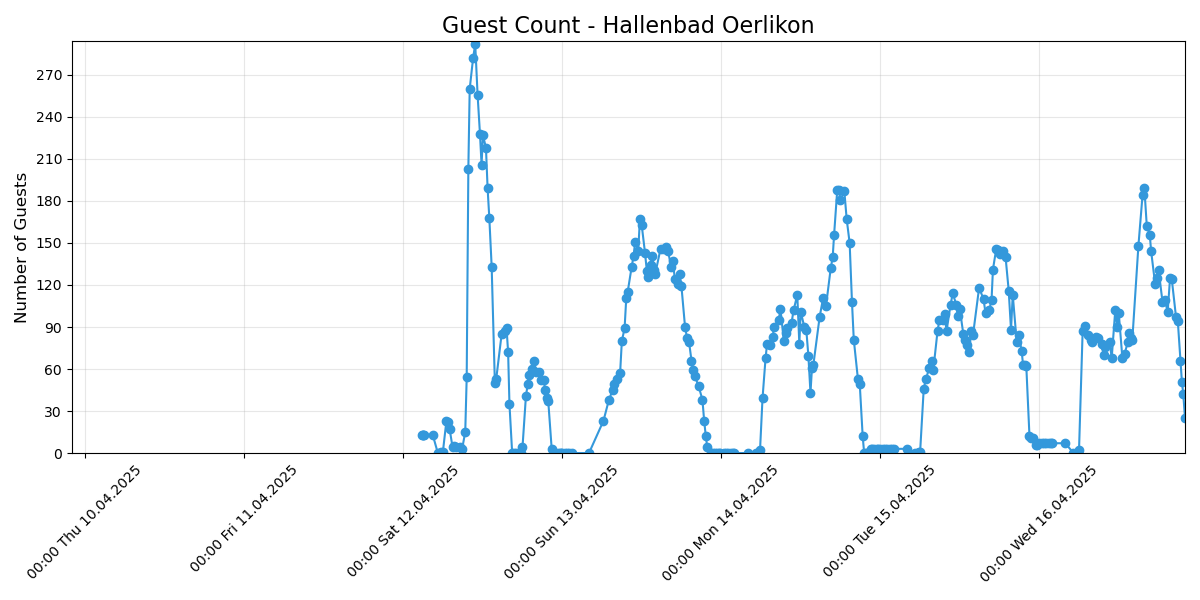 Guest Count - Hallenbad Oerlikon
Number of Guests
270
240
210
180
150
120
90
60
30
0
00:00 Thu 10.04.2025
00:00 Fri 11.04.2025
00:00 Sat 12.04.2025
00:00 Sun 13.04.2025
00:00 Mon 14.04.2025
00:00 Tue 15.04.2025
00:00 Wed 16.04.2025